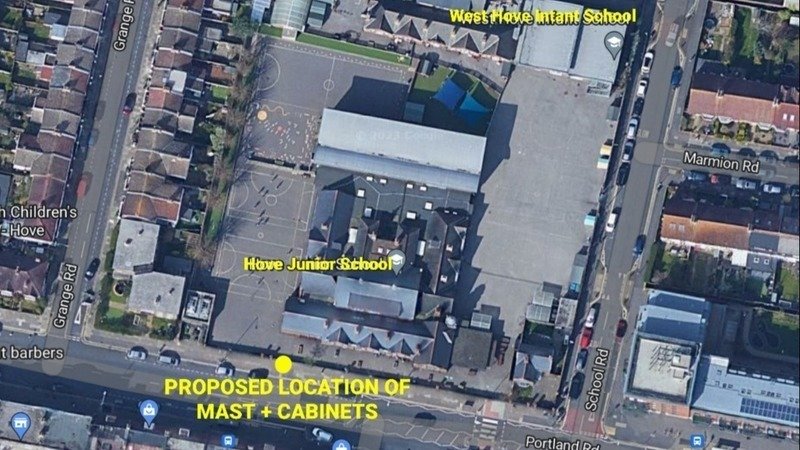 West Hove Infant School
Grange Rd
Marmion Rd
h Children's
- Hove
Hove Junior School
Grange Rd
t barbers
School Rd
PROPOSED LOCATION OF
MAST + CABINETS
Portland Rd